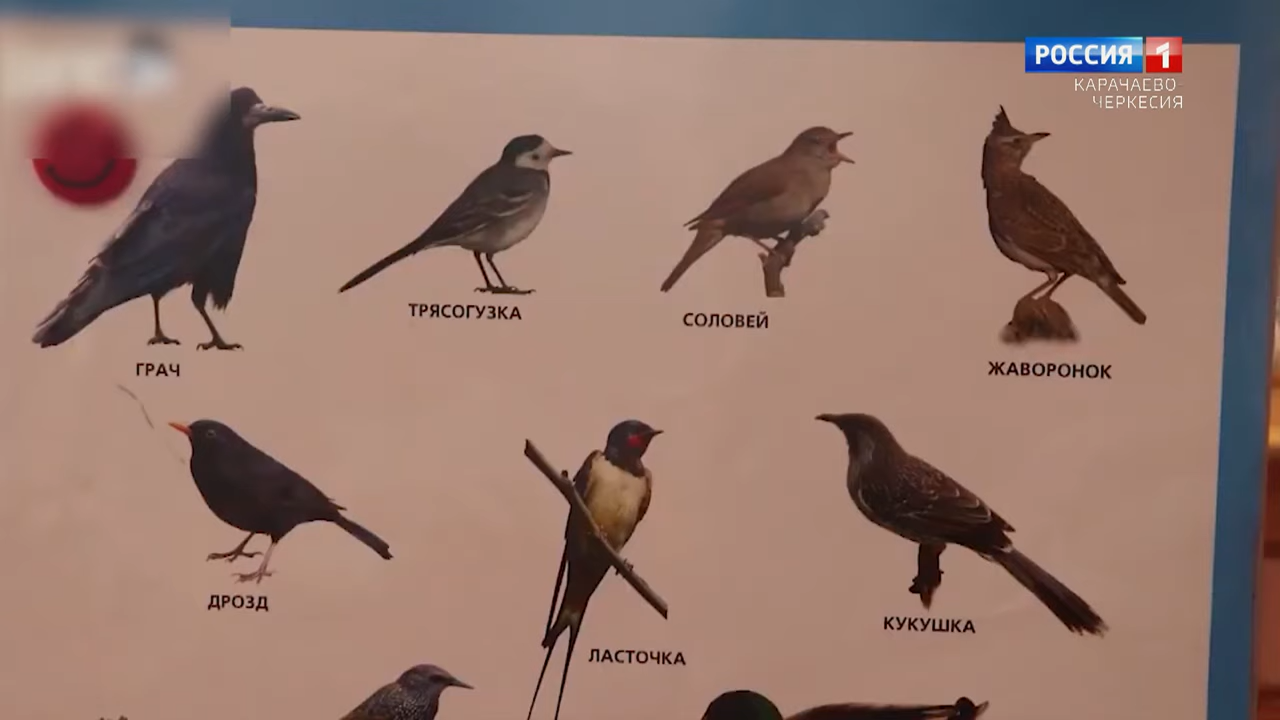 РОССИЯ 1
КАРАЧАЕВО-
ЧЕРКЕСИЯ
ГРАЧ
ТРЯСОГУЗКА
СОЛОВЕЙ
ЖАВОРОНОК
ДРОЗД
ЛАСТОЧКА
КУКУШКА